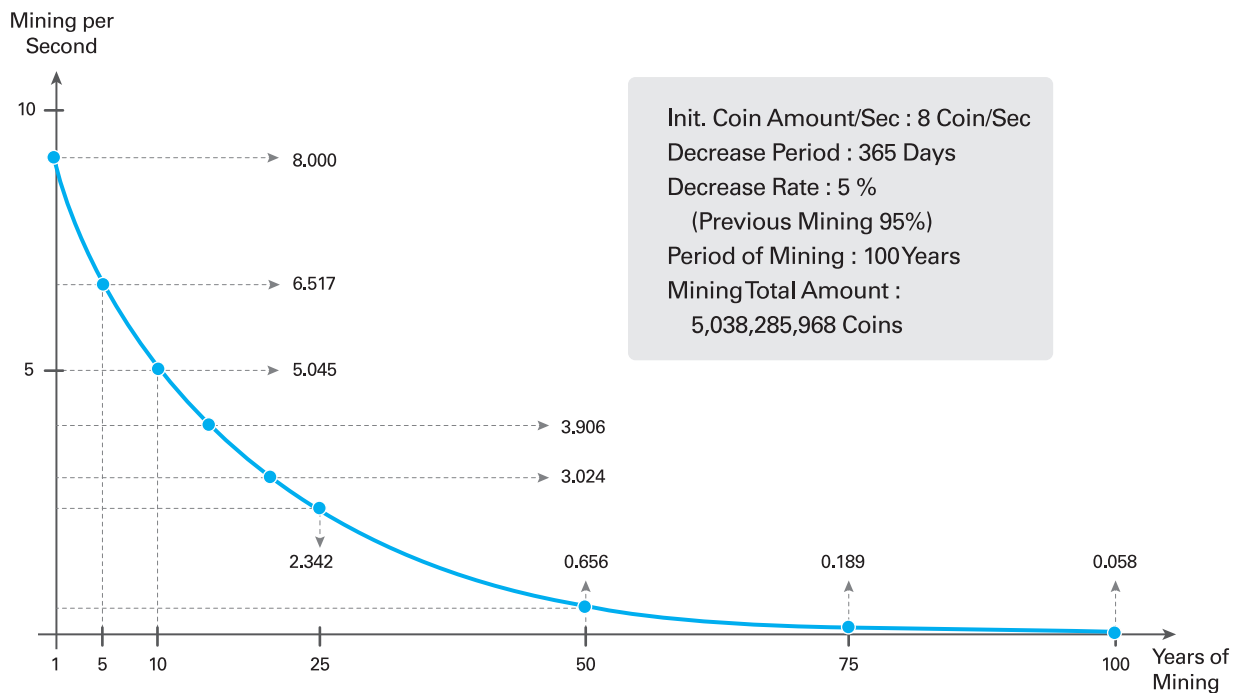 Mining per
Second
10
8.000
6.517
5
5.045
3.906
3.024
2.342
0.656
0.189
0.058
1
5
10
25
50
75
100
Years of
Mining
Init. Coin Amount/Sec : 8 Coin/Sec
Decrease Period : 365 Days
Decrease Rate : 5 %
(Previous Mining 95%)
Period of Mining : 100 Years
Mining Total Amount :
5,038,285,968 Coins